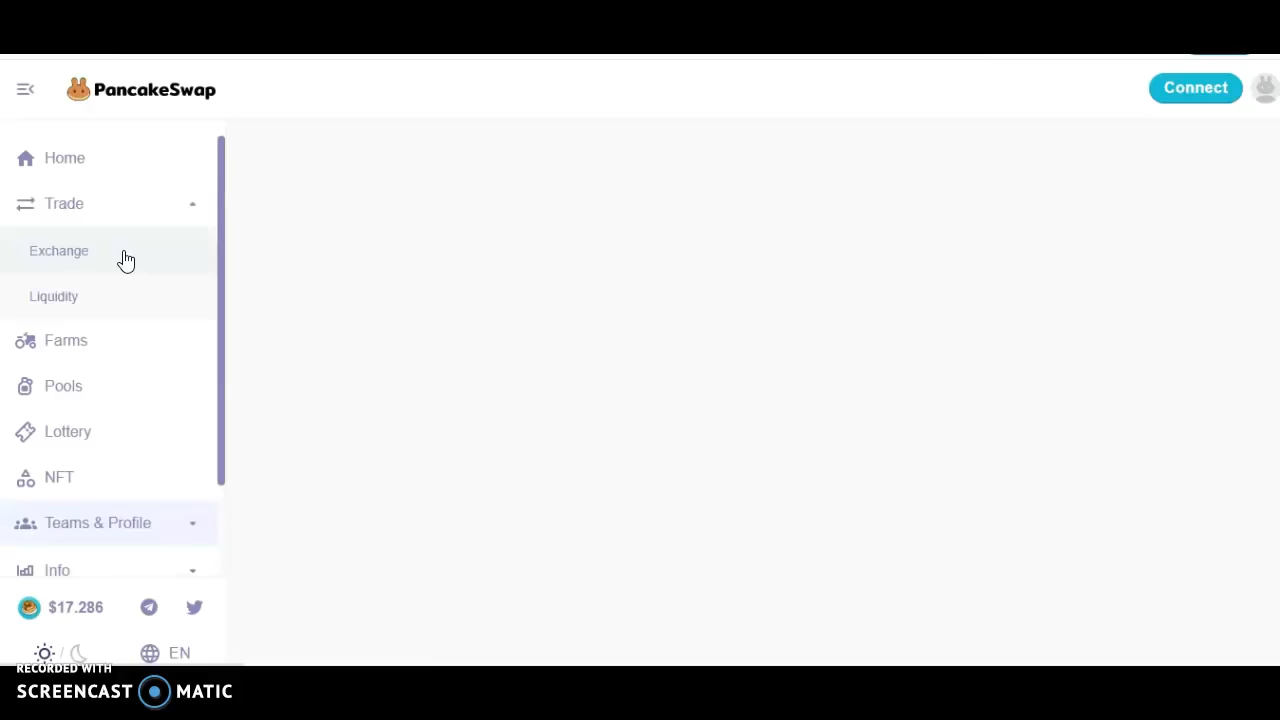 PancakeSwap
Connect
Home
Trade
Exchange
Liquidity
Farms
Pools
Lottery
NFT
Teams & Profile
Info
$17.286
/
EN
RECORDED WITH
SCREENCAST MATIC